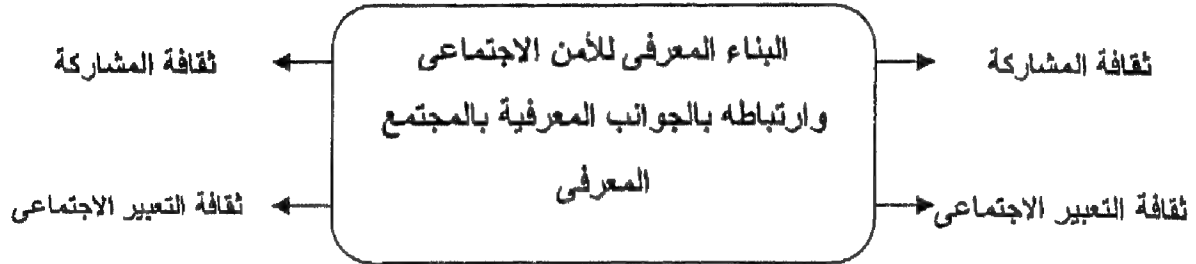 البناء المعرفى للأمن الاجتماعى
وارتباطه بالجوانب المعرفية بالمجتمع
المعرفى
ثقافة المشاركة
ثقافة المشاركة
ثقافة التعبير الاجتماعى
ثقافة التعبير الاجتماعى